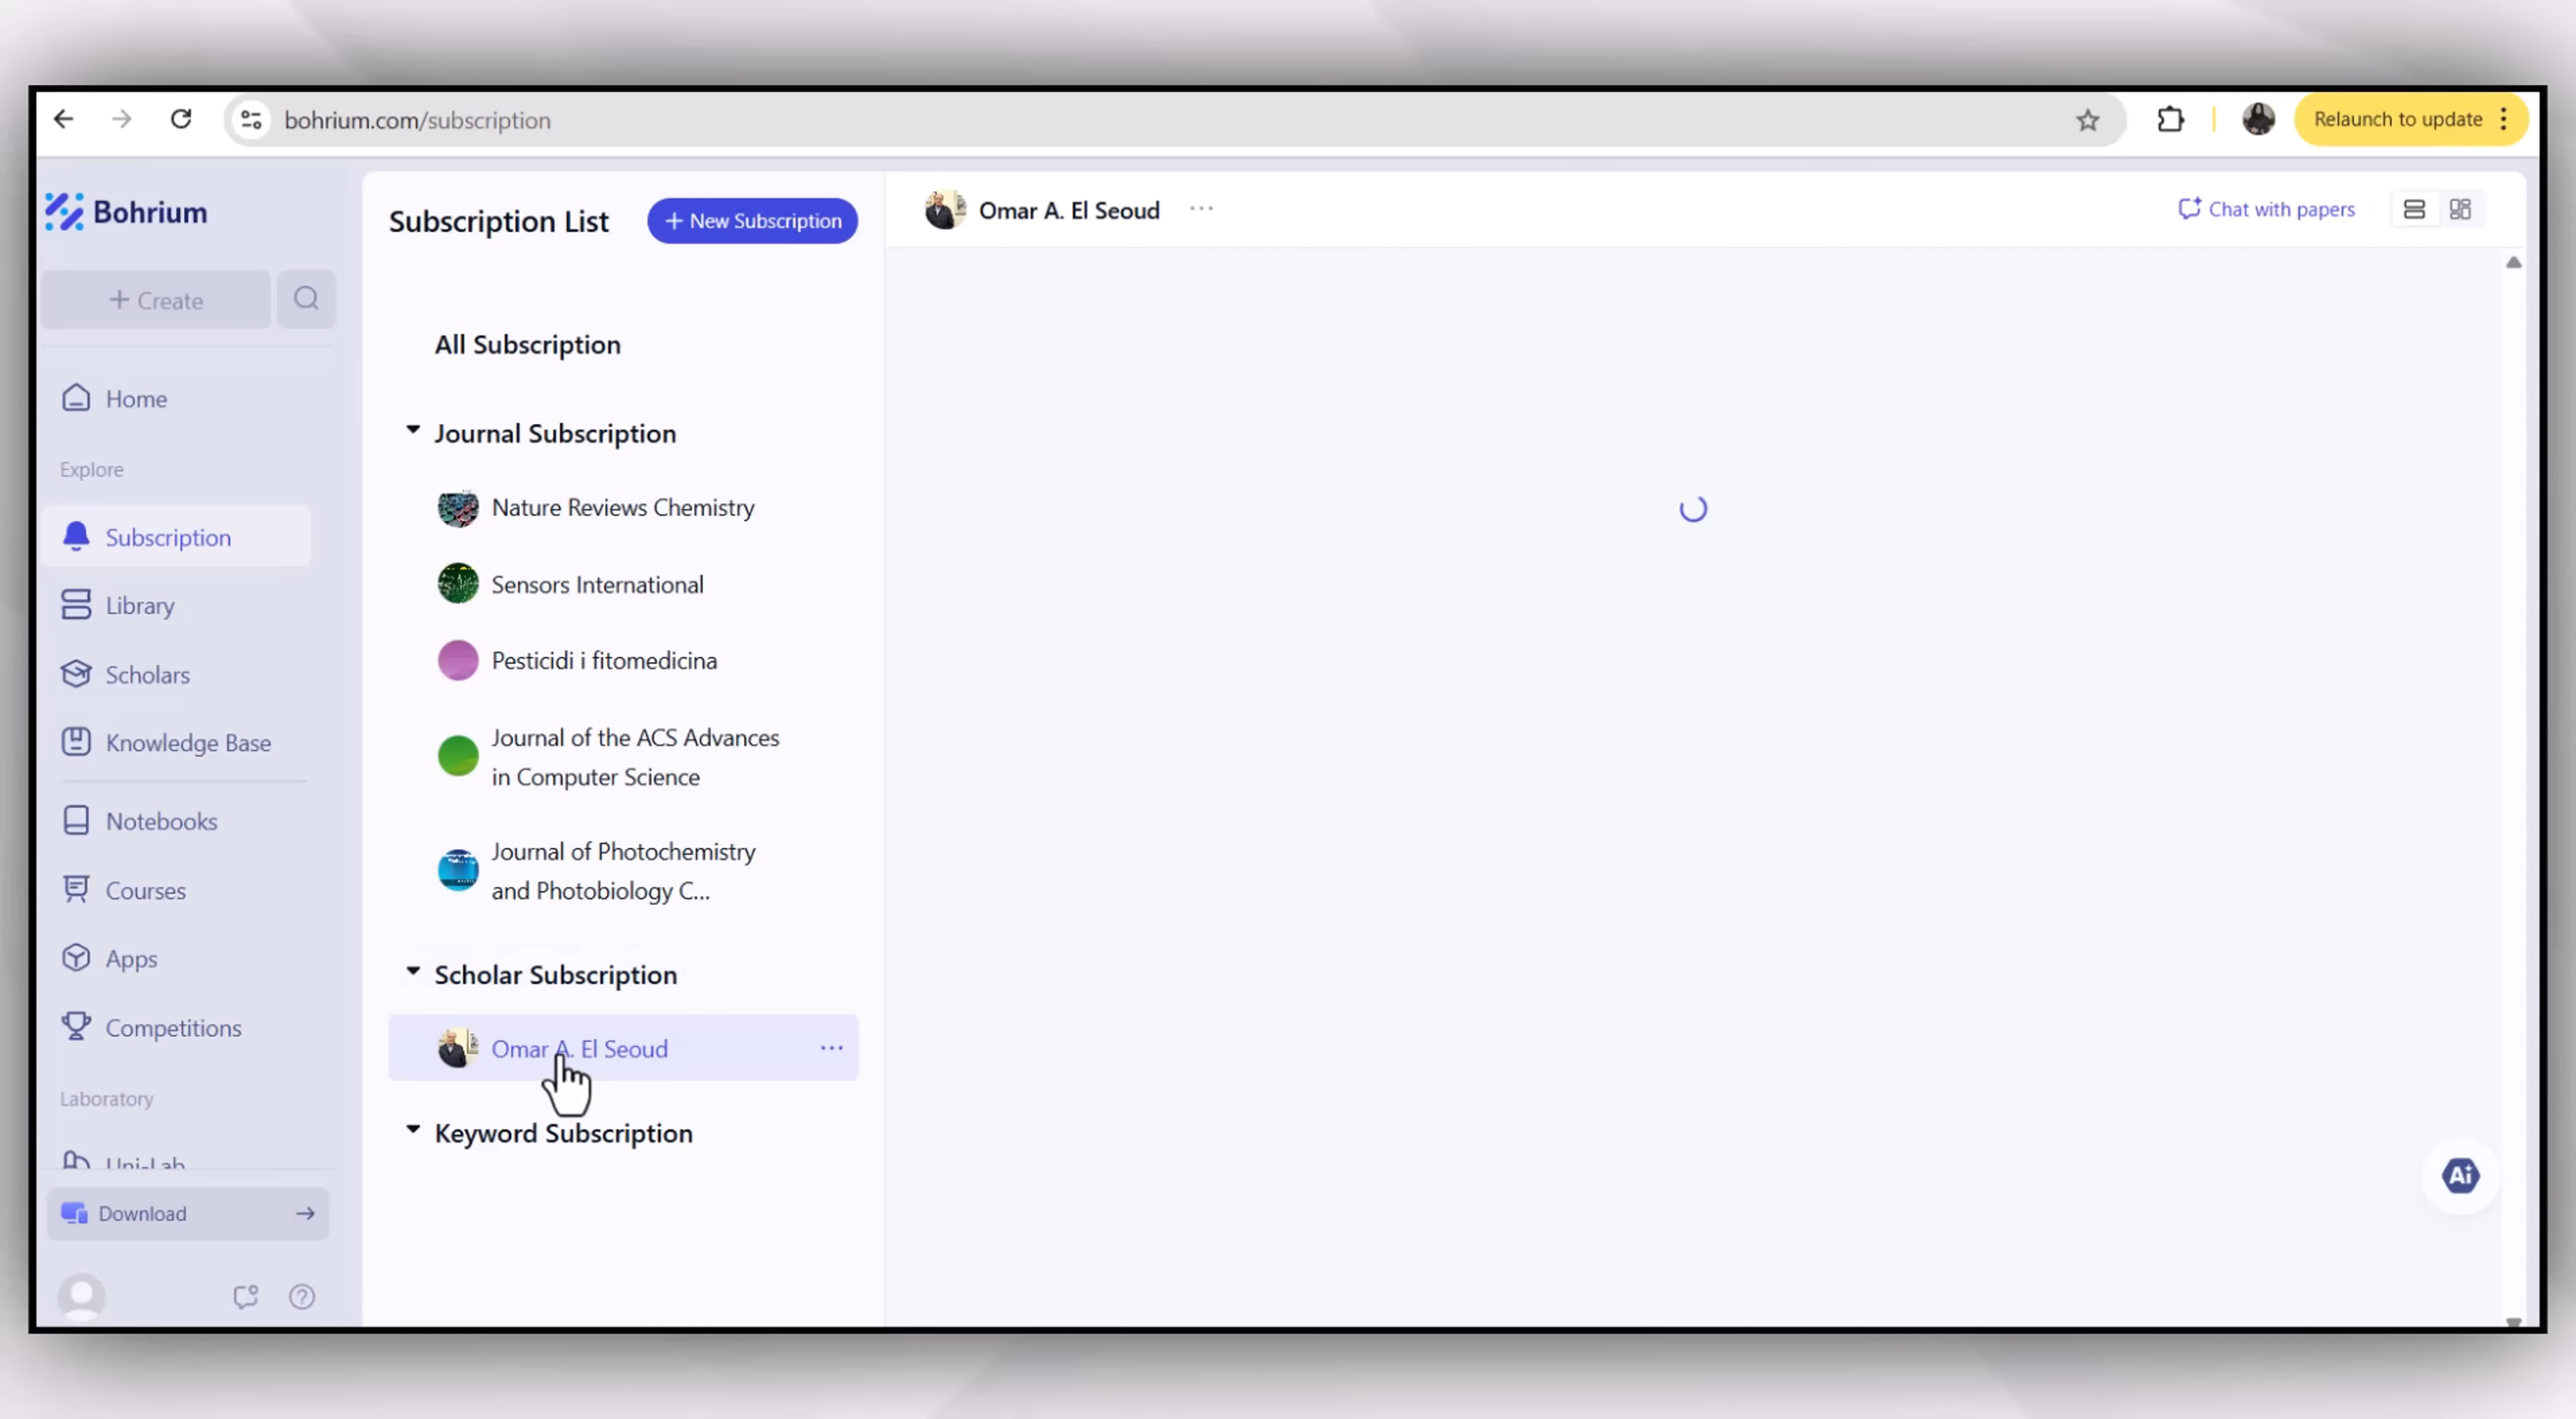 bohrium.com/subscription
Relaunch to update
Bohrium
+ Create
Home
Explore
Subscription
Library
Scholars
Knowledge Base
Notebooks
Courses
Apps
Competitions
Laboratory
Uni-Lab
Download
Subscription List
+ New Subscription
All Subscription
Journal Subscription
Nature Reviews Chemistry
Sensors International
Pesticidi i fitomedicina
Journal of the ACS Advances
in Computer Science
Journal of Photochemistry
and Photobiology C...
Scholar Subscription
Omar A. El Seoud
Keyword Subscription
Omar A. El Seoud
Chat with papers
Ai